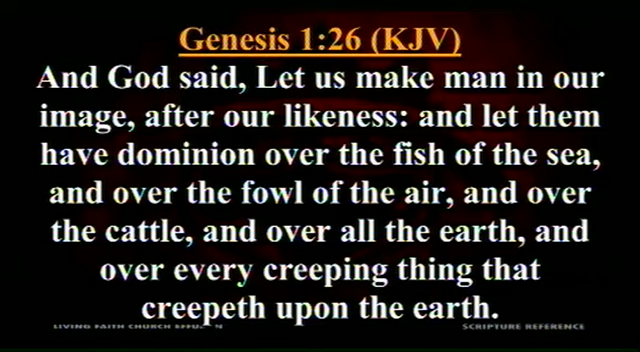 Genesis 1:26 (KJV)
And God said, Let us make man in our
image, after our likeness: and let them
have dominion over the fish of the sea,
and over the fowl of the air, and over
the cattle, and over all the earth, and
over every creeping thing that
creepeth upon the earth.
LIVING FAITH CHURCH
SCRIPTURE REFERENCE